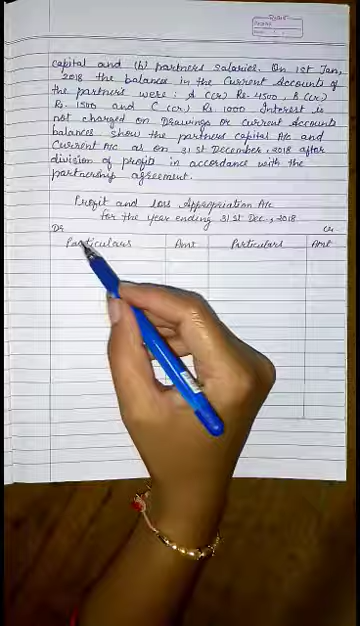 capital and (b) partners salaries. On 1st Jan,
2018 the balance in the Current Accounts of
the partners were: A (cr) Rs. 4500, B (cr)
Rs. 1500 and C (cr) Rs. 1000 Interest is
not charged on Drawings or Current Accounts
balances show the partners Capital A/c and
Current A/c as on 31st December, 2018 after
division of profits in accordance with the
partnership agreement.
Profit and loss Appropriation A/c
for the year ending 31st Dec., 2018
Dr Cr
Particulars Amt Particulars Amt